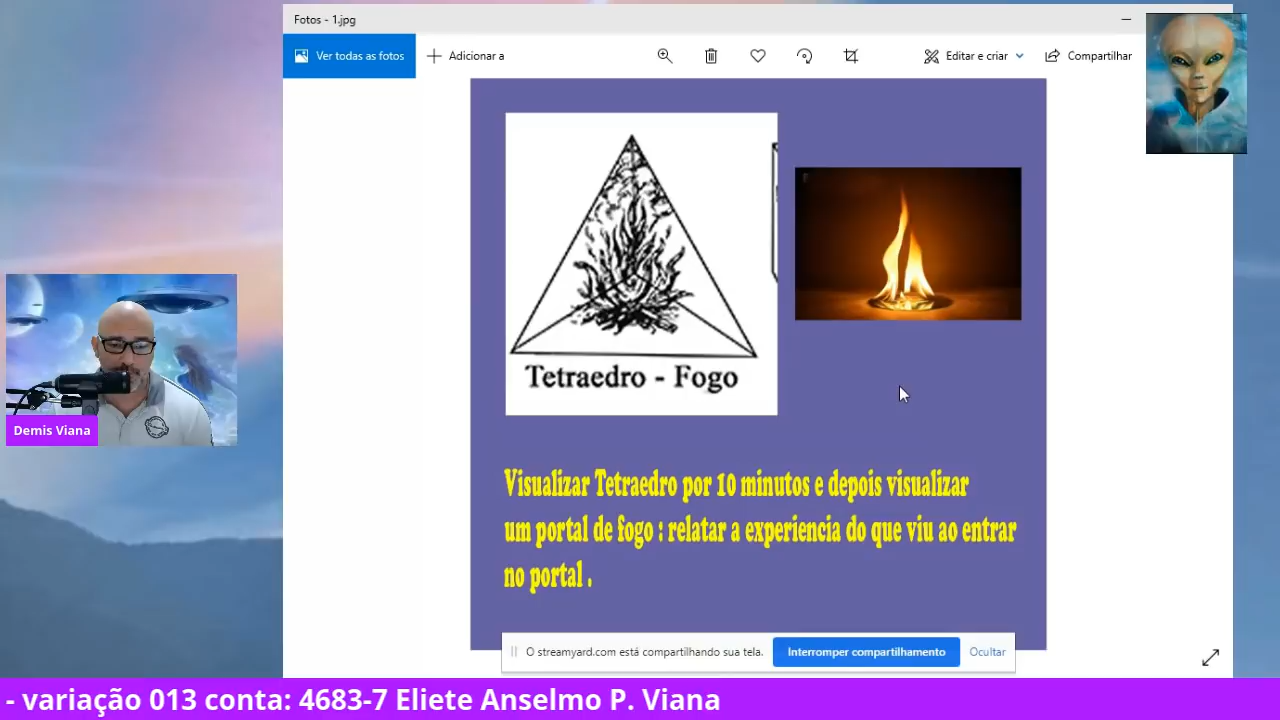 Fotos - 1.jpg
Ver todas as fotos
Adicionar a
Editar e criar
Compartilhar
Tetraedro - Fogo
Demis Viana
Visualizar Tetraedro por 10 minutos e depois visualizar
um portal de fogo : relatar a experiencia do que viu ao entrar
no portal .
O streamyard.com está compartilhando sua tela.
Interromper compartilhamento
Ocultar
- variação 013 conta: 4683-7 Eliete Anselmo P. Viana